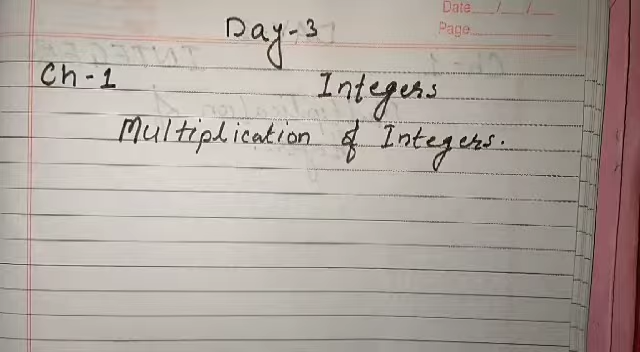 Date / /
Page
Day-3
Ch-1 Integers
Multiplication of Integers.